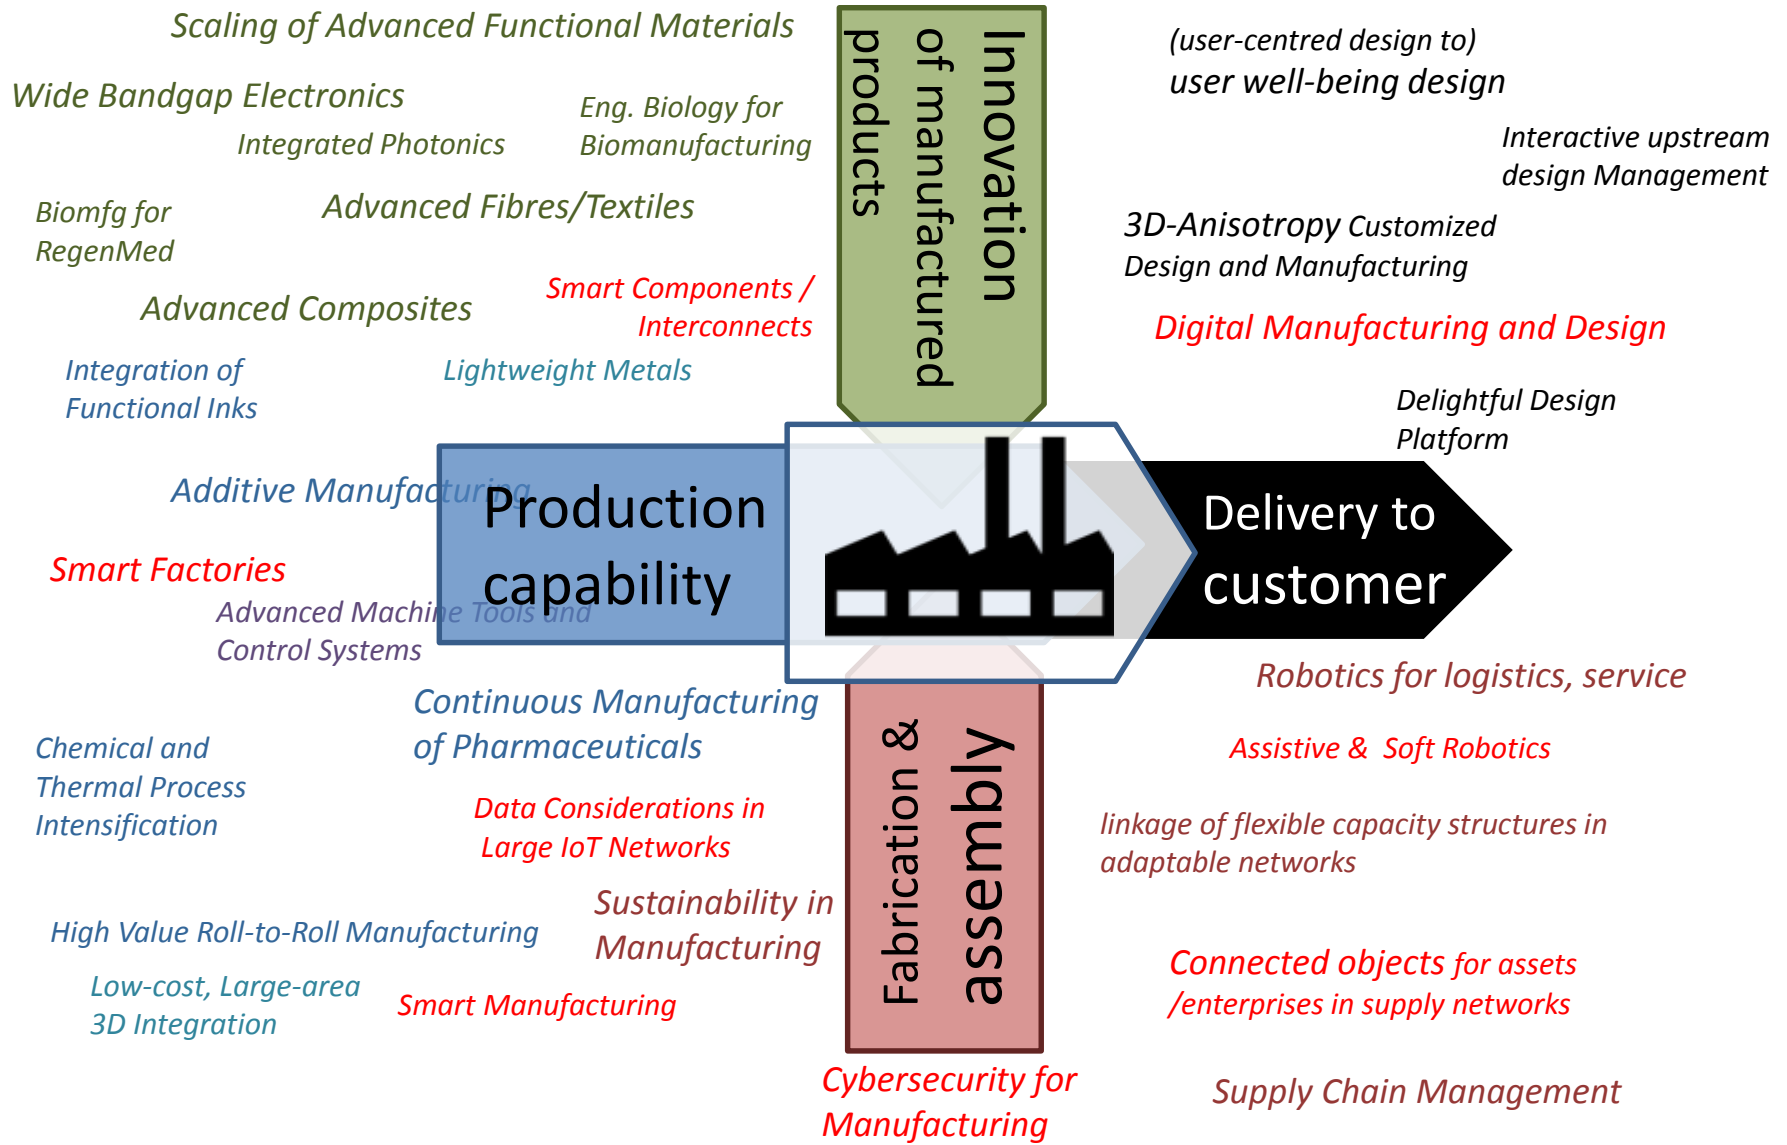 Scaling of Advanced Functional Materials
Wide Bandgap Electronics
Eng. Biology for
Biomanufacturing
Integrated Photonics
Biomfg for
RegenMed
Advanced Fibres/Textiles
Advanced Composites
Smart Components /
Interconnects
Integration of
Functional Inks
Lightweight Metals
Innovation
of manufactured
products
(user-centred design to)
user well-being design
Interactive upstream
design Management
3D-Anisotropy Customized
Design and Manufacturing
Digital Manufacturing and Design
Delightful Design
Platform
Additive Manufacturing
Production
capability
Delivery to
customer
Smart Factories
Advanced Machine Tools and
Control Systems
Continuous Manufacturing
of Pharmaceuticals
Chemical and
Thermal Process
Intensification
Data Considerations in
Large IoT Networks
Sustainability in
Manufacturing
High Value Roll-to-Roll Manufacturing
Low-cost, Large-area
3D Integration
Smart Manufacturing
Fabrication &
assembly
Cybersecurity for
Manufacturing
Robotics for logistics, service
Assistive & Soft Robotics
linkage of flexible capacity structures in
adaptable networks
Connected objects for assets
/enterprises in supply networks
Supply Chain Management